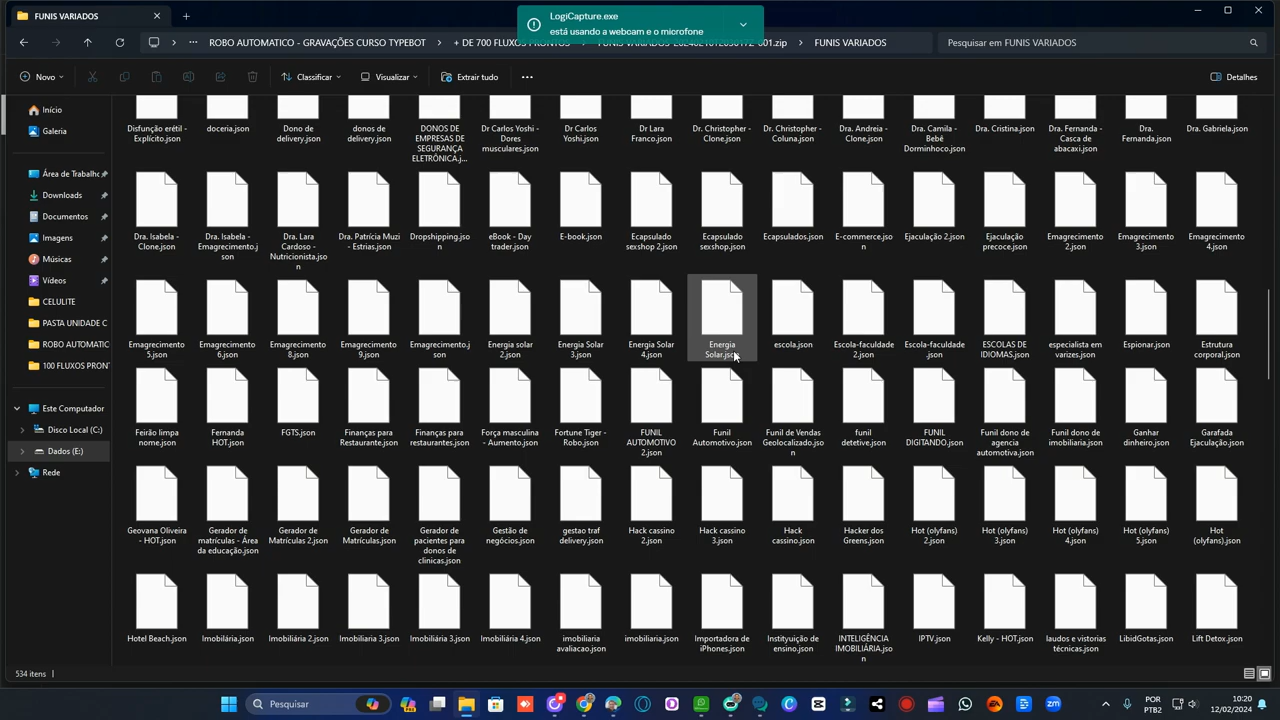 FUNIS VARIADOS
LogiCapture.exe
está usando a webcam e o microfone
ROBO AUTOMATICO - GRAVAÇÕES CURSO TYPEBOT
+ DE 700 FLUXOS PRONTOS
FUNIS VARIADOS
Pesquisar em FUNIS VARIADOS
Novo
Classificar
Visualizar
Extrair tudo
Detalhes
Início
Galeria
Área de Trabalho
Downloads
Documentos
Imagens
Músicas
Vídeos
CELULITE
PASTA UNIDADE C
ROBO AUTOMATIC
100 FLUXOS PRONT
Este Computador
Disco Local (C:)
Dados (E:)
Rede
Disfunção erétil -
Explícito.json
doceria.json
Dono de
delivery.json
donos de
delivery.json
DONOS DE
EMPRESAS DE
SEGURANÇA
ELETRÔNICA.j...
Dr Carlos Yoshi -
Dores
musculares.json
Dr Carlos
Yoshi.json
Dr Lara
Franco.json
Dr. Christopher -
Clone.json
Dr. Christopher -
Coluna.json
Dra. Andreia -
Clone.json
Dra. Camila -
Bebê
Dorminhoco.json
Dra. Cristina.json
Dra. Fernanda -
Casca de
abacaxi.json
Dra.
Fernanda.json
Dra. Gabriela.json
Dra. Isabela -
Clone.json
Dra. Isabela -
Emagrecimento.j
son
Dra. Lara
Cardoso -
Nutricionista.jso
n
Dra. Patrícia Muzi
- Estrias.json
Dropshipping.jso
n
eBook - Day
trader.json
E-book.json
Ecapsulado
sexshop 2.json
Ecapsulado
sexshop.json
Ecapsulados.json
E-commerce.jso
n
Ejaculação 2.json
Ejaculação
precoce.json
Emagrecimento
2.json
Emagrecimento
3.json
Emagrecimento
4.json
Emagrecimento
5.json
Emagrecimento
6.json
Emagrecimento
8.json
Emagrecimento
9.json
Emagrecimento.j
son
Energia solar
2.json
Energia Solar
3.json
Energia Solar
4.json
Energia
Solar.json
escola.json
Escola-faculdade
2.json
Escola-faculdade
.json
ESCOLAS DE
IDIOMAS.json
especialista em
varizes.json
Espionar.json
Estrutura
corporal.json
Feirão limpa
nome.json
Fernanda
HOT.json
FGTS.json
Finanças para
Restaurante.json
Finanças para
restaurantes.json
Força masculina
- Aumento.json
Fortune Tiger -
Robo.json
FUNIL
AUTOMOTIVO
2.json
Funil
Automotivo.json
Funil de Vendas
Geolocalizado.jso
n
funil
detetive.json
FUNIL
DIGITANDO.json
Funil dono de
agencia
automotiva.json
Funil dono de
imobiliaria.json
Ganhar
dinheiro.json
Garafada
Ejaculação.json
Geovana Oliveira
- HOT.json
Gerador de
matrículas - Área
da educação.json
Gerador de
Matrículas 2.json
Gerador de
Matrículas.json
Gerador de
pacientes para
donos de
clinicas.json
Gestão de
negócios.json
gestao traf
delivery.json
Hack cassino
2.json
Hack cassino
3.json
Hack
cassino.json
Hacker dos
Greens.json
Hot (olyfans)
2.json
Hot (olyfans)
3.json
Hot (olyfans)
4.json
Hot (olyfans)
5.json
Hot
(olyfans).json
Hotel Beach.json
Imobilária.json
Imobiliária 2.json
Imobiliaria 3.json
Imobiliária 3.json
Imobiliária 4.json
imobiliaria
avaliacao.json
imobiliaria.json
Importadora de
iPhones.json
Instituyição de
ensino.json
INTELIGÊNCIA
IMOBILIÁRIA.jso
n
IPTV.json
Kelly - HOT.json
laudos e vistorias
técnicas.json
LibidGotas.json
Lift Detox.json
534 itens
Pesquisar
POR
PTB2
10:20
12/02/2024